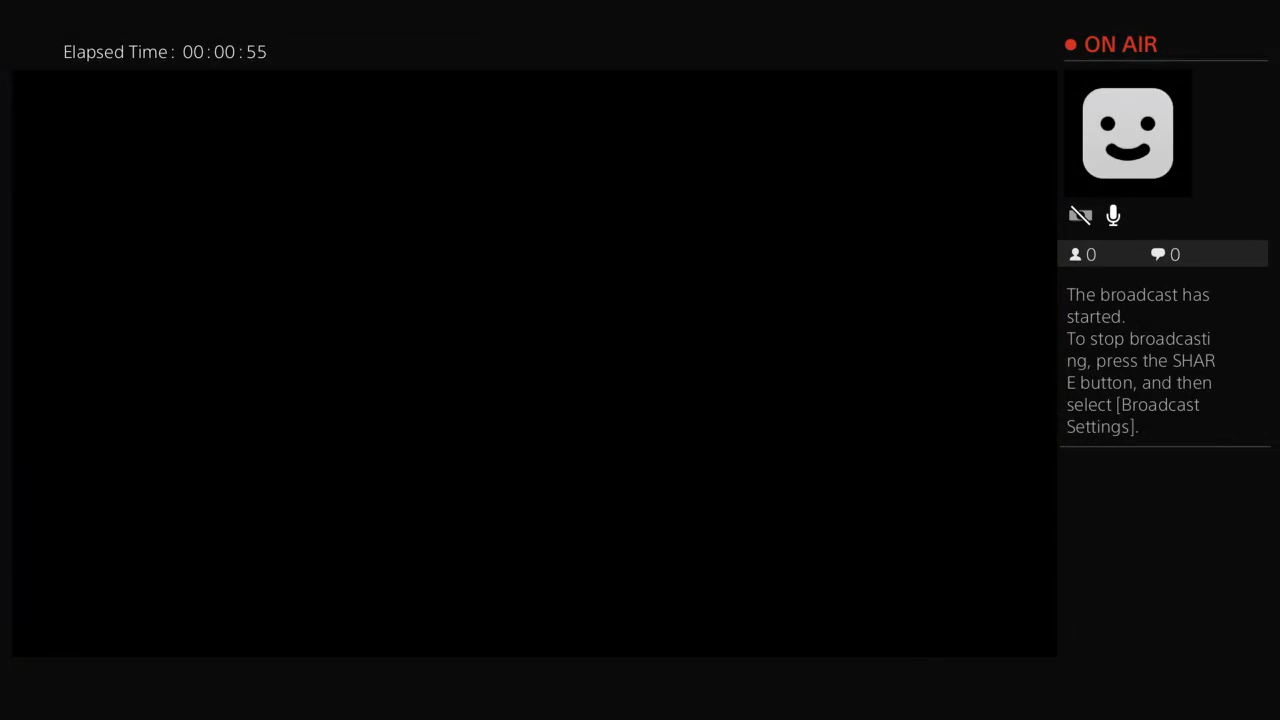 Elapsed Time: 00:00:55
ON AIR
0 0
The broadcast has
started.
To stop broadcasti
ng, press the SHAR
E button, and then
select [Broadcast
Settings].